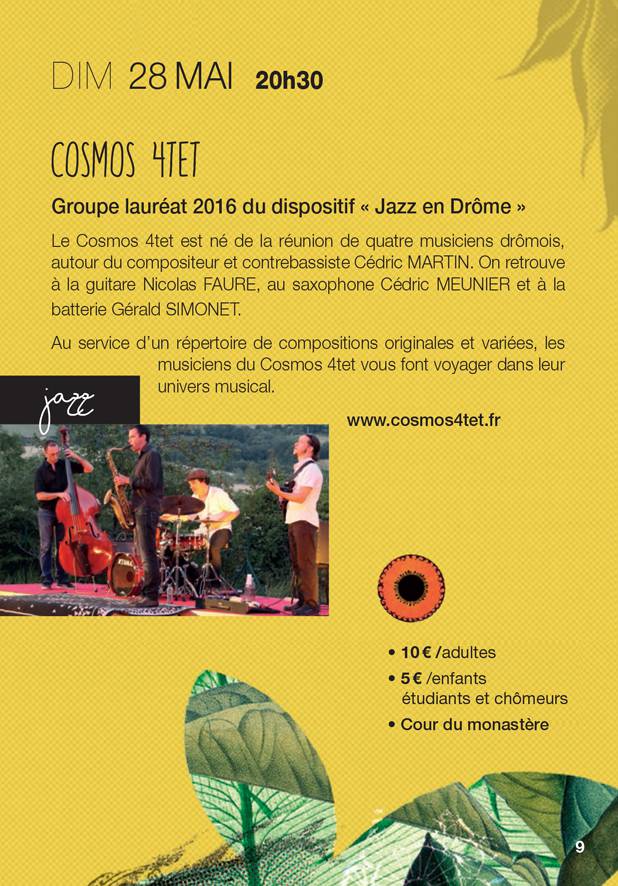 DIM 28 MAI 20h30
COSMOS 4TET
Groupe lauréat 2016 du dispositif « Jazz en Drôme »
Le Cosmos 4tet est né de la réunion de quatre musiciens drômois,
autour du compositeur et contrebassiste Cédric MARTIN. On retrouve
à la guitare Nicolas FAURE, au saxophone Cédric MEUNIER et à la
batterie Gérald SIMONET.
Au service d’un répertoire de compositions originales et variées, les
musiciens du Cosmos 4tet vous font voyager dans leur
univers musical.
jazz
www.cosmos4tet.fr
TAMA
• 10 € /adultes
• 5 € /enfants
étudiants et chômeurs
• Cour du monastère
9